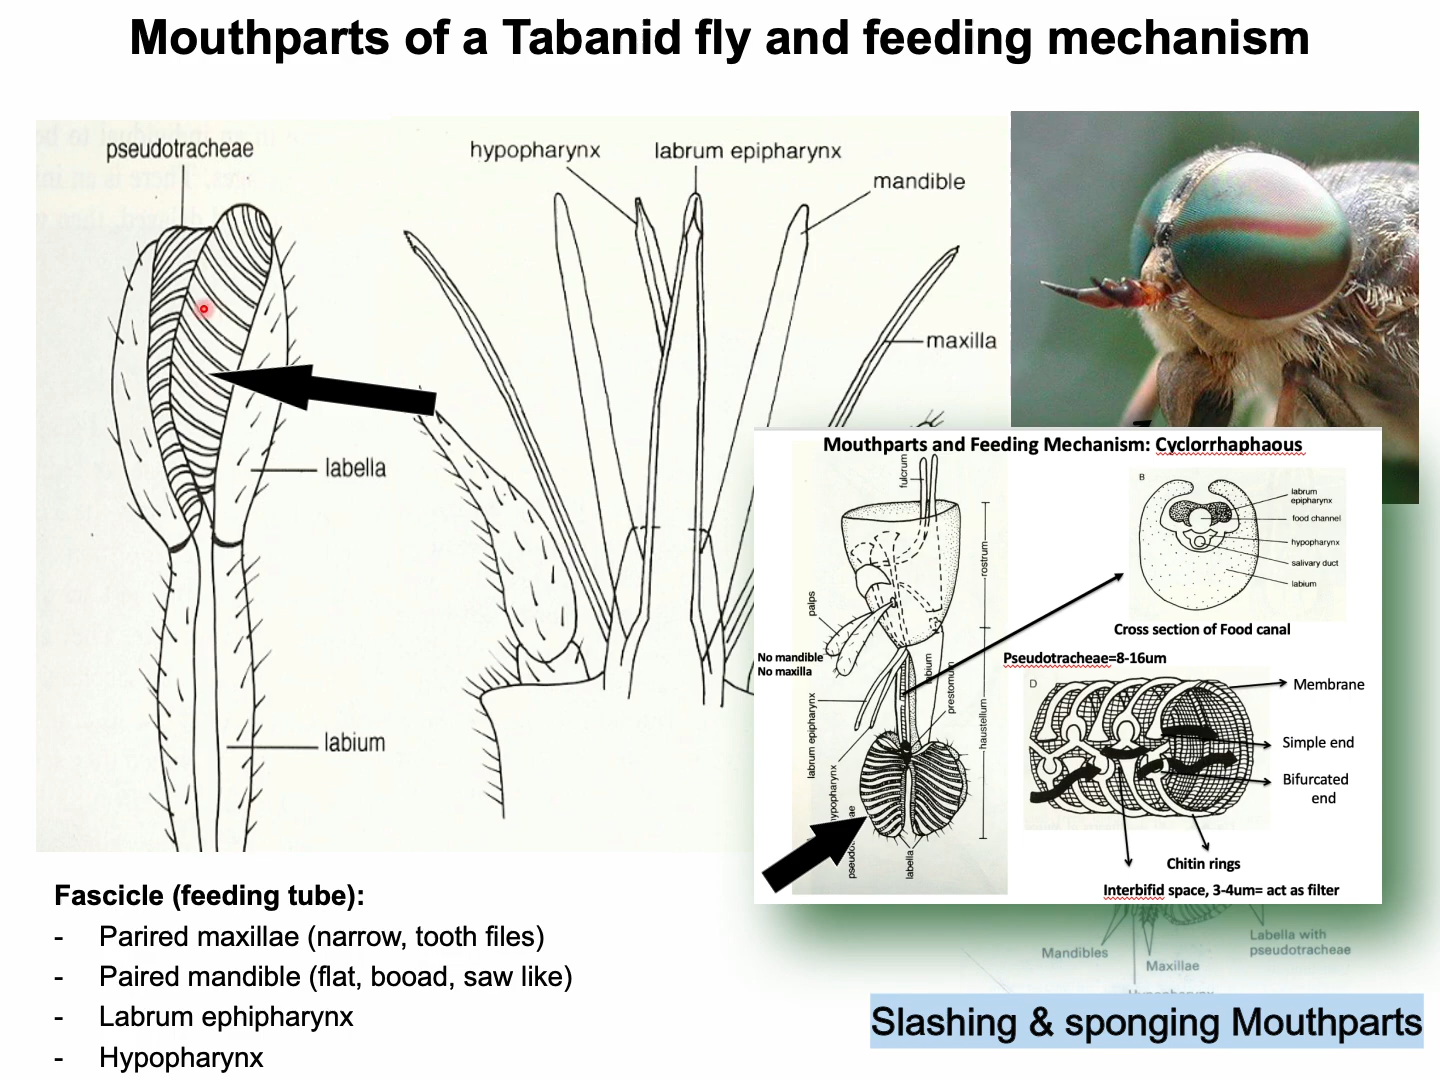 Mouthparts of a Tabanid fly and feeding mechanism
pseudotracheae
hypopharynx
labrum epipharynx
mandible
maxilla
labella
labium
Mouthparts and Feeding Mechanism: Cyclorrhaphaous
fulcrum
rostrum
palps
No mandible
No maxilla
prestomum
haustellum
labrum epipharynx
labella
B
labrum
epipharynx
food channel
hypopharynx
salivary duct
labium
Cross section of Food canal
Pseudotracheae=8-16um
D
Membrane
Simple end
Bifurcated
end
Chitin rings
Interbifid space, 3-4um= act as filter
Fascicle (feeding tube):
- Parired maxillae (narrow, tooth files)
- Paired mandible (flat, booad, saw like)
- Labrum ephipharynx
- Hypopharynx
Mandibles
Maxillae
Labella with
pseudotracheae
Slashing & sponging Mouthparts